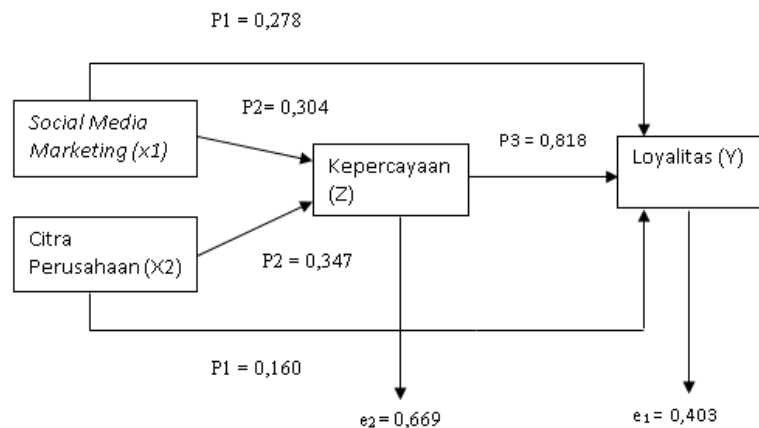 P1 = 0,278
Social Media
Marketing (x1)
P2= 0,304
P3 = 0,818
Kepercayaan
(Z)
Loyalitas (Y)
Citra
Perusahaan (X2)
P2 = 0,347
P1 = 0,160
e₂ = 0,669
e₁ = 0,403